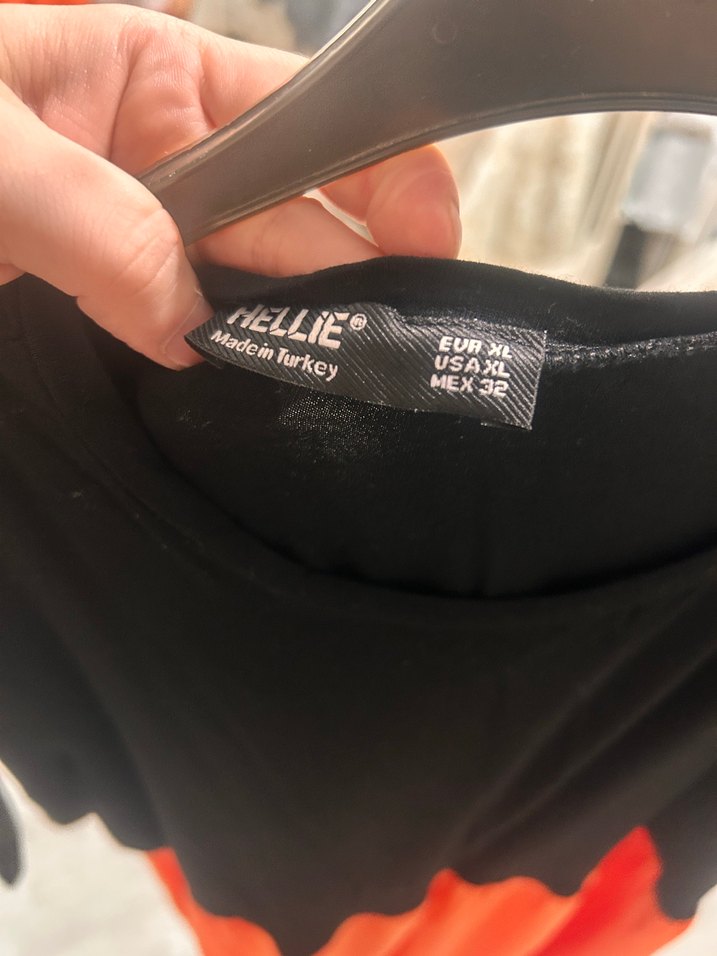 HELLIE®
Made in Turkey
EUR XL
USA XL
MEX 32